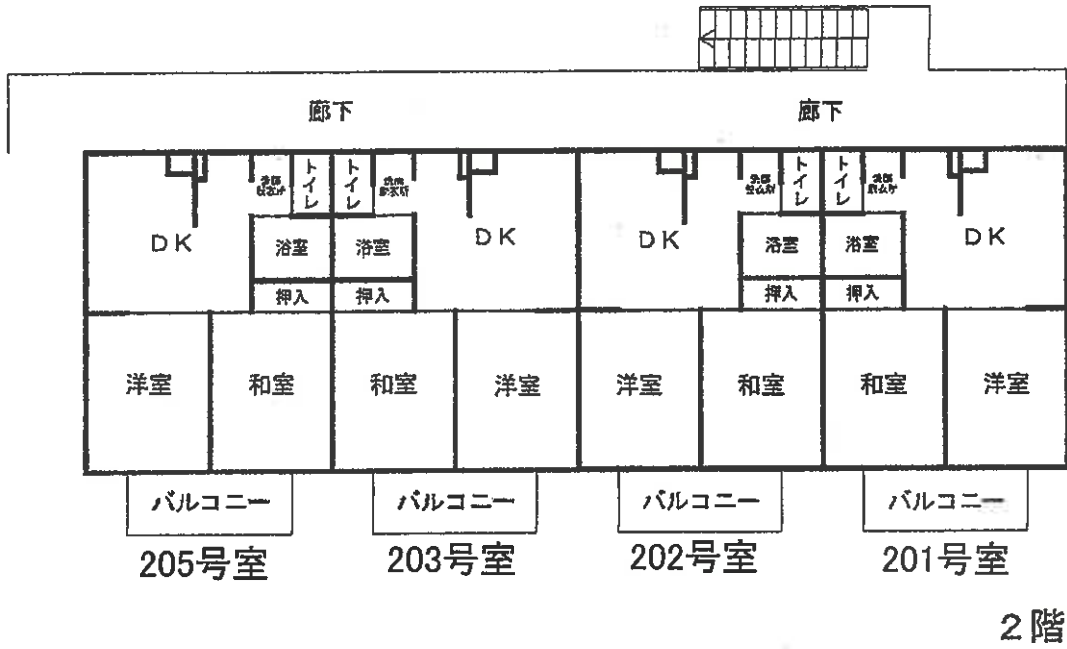 廊下 廊下
トイレ トイレ トイレ トイレ
DK 浴室 浴室 DK DK 浴室 浴室 DK
押入 押入 押入 押入
洋室 和室 和室 洋室 洋室 和室 和室 洋室
バルコニー バルコニー バルコニー バルコニー
205号室 203号室 202号室 201号室
2階